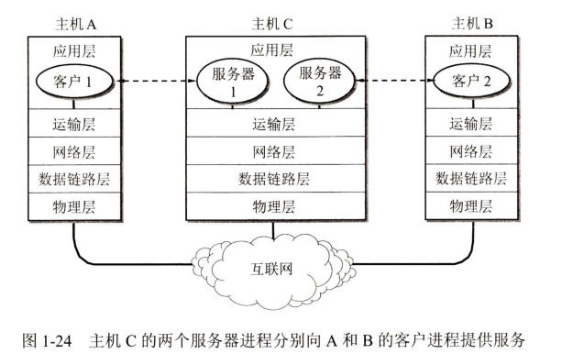 主机 A
主机 C
主机 B
应用层
应用层
应用层
客户 1
服务器
1
服务器
2
客户 2
运输层
运输层
运输层
网络层
网络层
网络层
数据链路层
数据链路层
数据链路层
物理层
物理层
物理层
互联网
图 1-24 主机 C 的两个服务器进程分别向 A 和 B 的客户进程提供服务